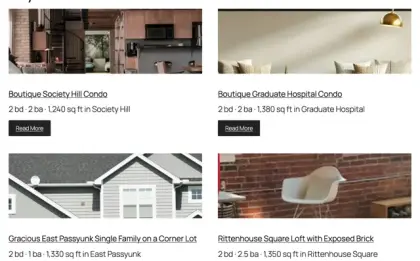 Boutique Society Hill Condo
2 bd · 2 ba · 1,240 sq ft in Society Hill
Read More
Boutique Graduate Hospital Condo
2 bd · 2 ba · 1,380 sq ft in Graduate Hospital
Read More
Gracious East Passyunk Single Family on a Corner Lot
2 bd · 1 ba · 1,330 sq ft in East Passyunk
Rittenhouse Square Loft with Exposed Brick
2 bd · 2.5 ba · 1,350 sq ft in Rittenhouse Square